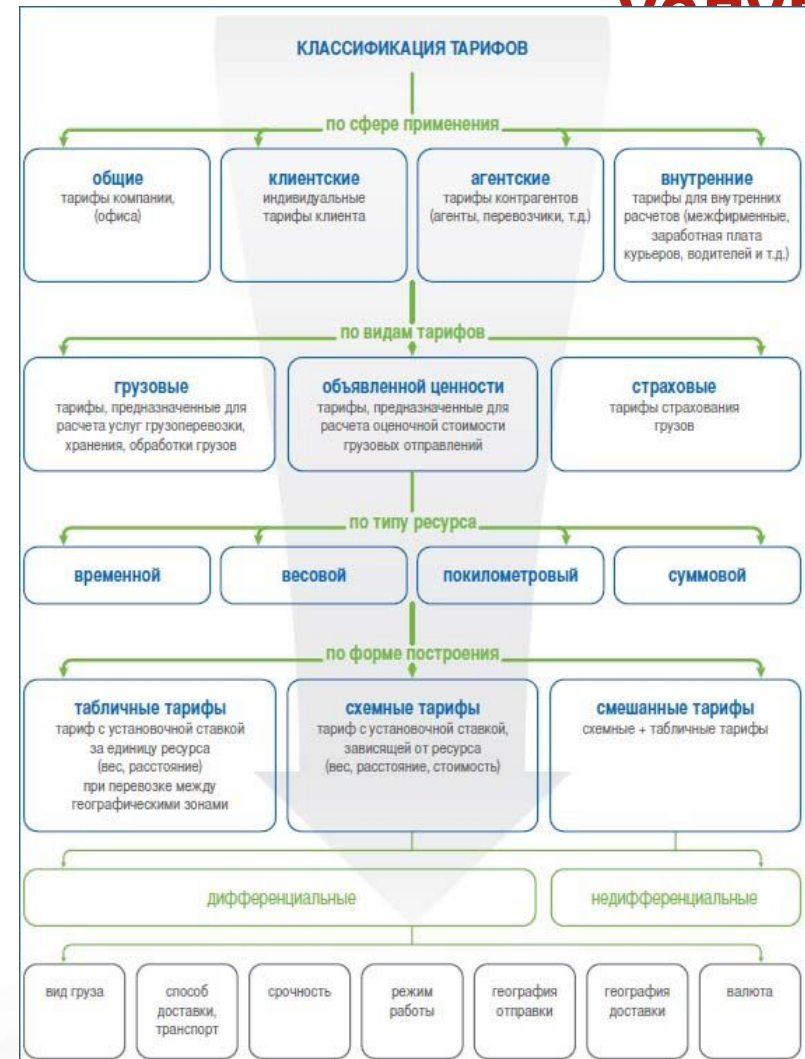 КЛАССИФИКАЦИЯ ТАРИФОВ
по сфере применения
общие
тарифы компании,
(офиса)
клиентские
индивидуальные
тарифы клиента
агентские
тарифы контрагентов
(агенты, перевозчики, т.д.)
внутренние
тарифы для внутренних
расчетов (межфирменные,
заработная плата
курьеров, водителей и т.д.)
по видам тарифов
грузовые
тарифы, предназначенные для
расчета услуг грузоперевозки,
хранения, обработки грузов
объявленной ценности
тарифы, предназначенные для
расчета оценочной стоимости
грузовых отправлений
страховые
тарифы страхования
грузов
по типу ресурса
временной
весовой
покилометровый
суммовой
по форме построения
табличные тарифы
тариф с установочной ставкой
за единицу ресурса
(вес, расстояние)
при перевозке между
географическими зонами
схемные тарифы
тариф с установочной ставкой,
зависящей от ресурса
(вес, расстояние, стоимость)
смешанные тарифы
схемные + табличные тарифы
дифференциальные
недифференциальные
вид груза
способ
доставки,
транспорт
срочность
режим
работы
география
отправки
география
доставки
валюта